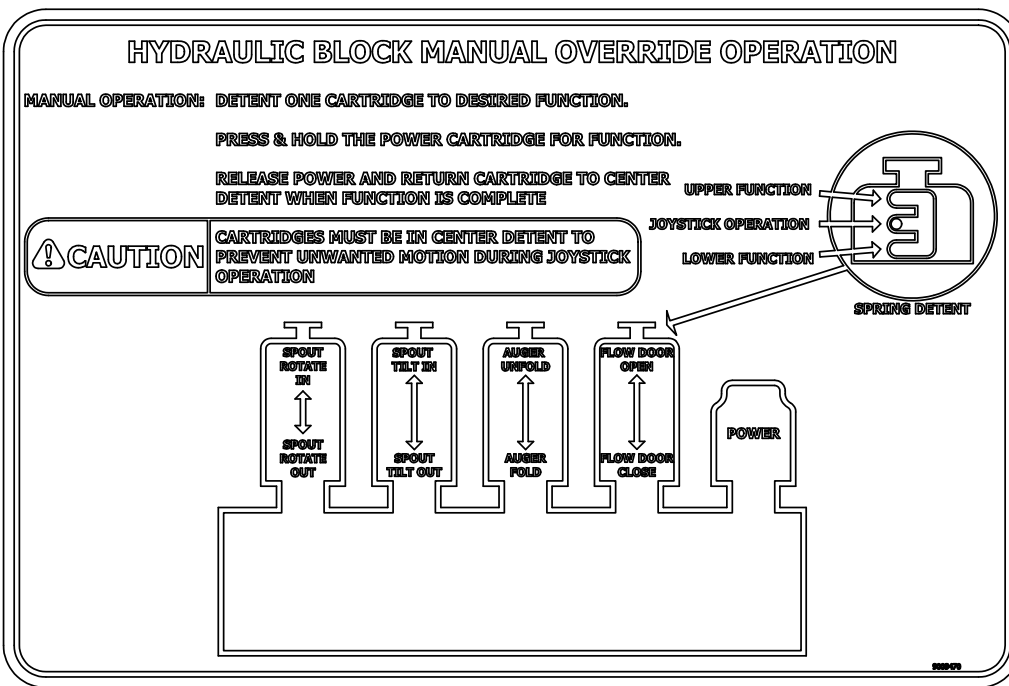 HYDRAULIC BLOCK MANUAL OVERRIDE OPERATION
MANUAL OPERATION: DETENT ONE CARTRIDGE TO DESIRED FUNCTION.
PRESS & HOLD THE POWER CARTRIDGE FOR FUNCTION.
RELEASE POWER AND RETURN CARTRIDGE TO CENTER
DETENT WHEN FUNCTION IS COMPLETE
CAUTION
CARTRIDGES MUST BE IN CENTER DETENT TO
PREVENT UNWANTED MOTION DURING JOYSTICK
OPERATION
UPPER FUNCTION
JOYSTICK OPERATION
LOWER FUNCTION
SPRING DETENT
SPOUT
ROTATE
IN
SPOUT
ROTATE
OUT
SPOUT
TILT IN
SPOUT
TILT OUT
AUGER
UNFOLD
AUGER
FOLD
FLOW DOOR
OPEN
FLOW DOOR
CLOSE
POWER